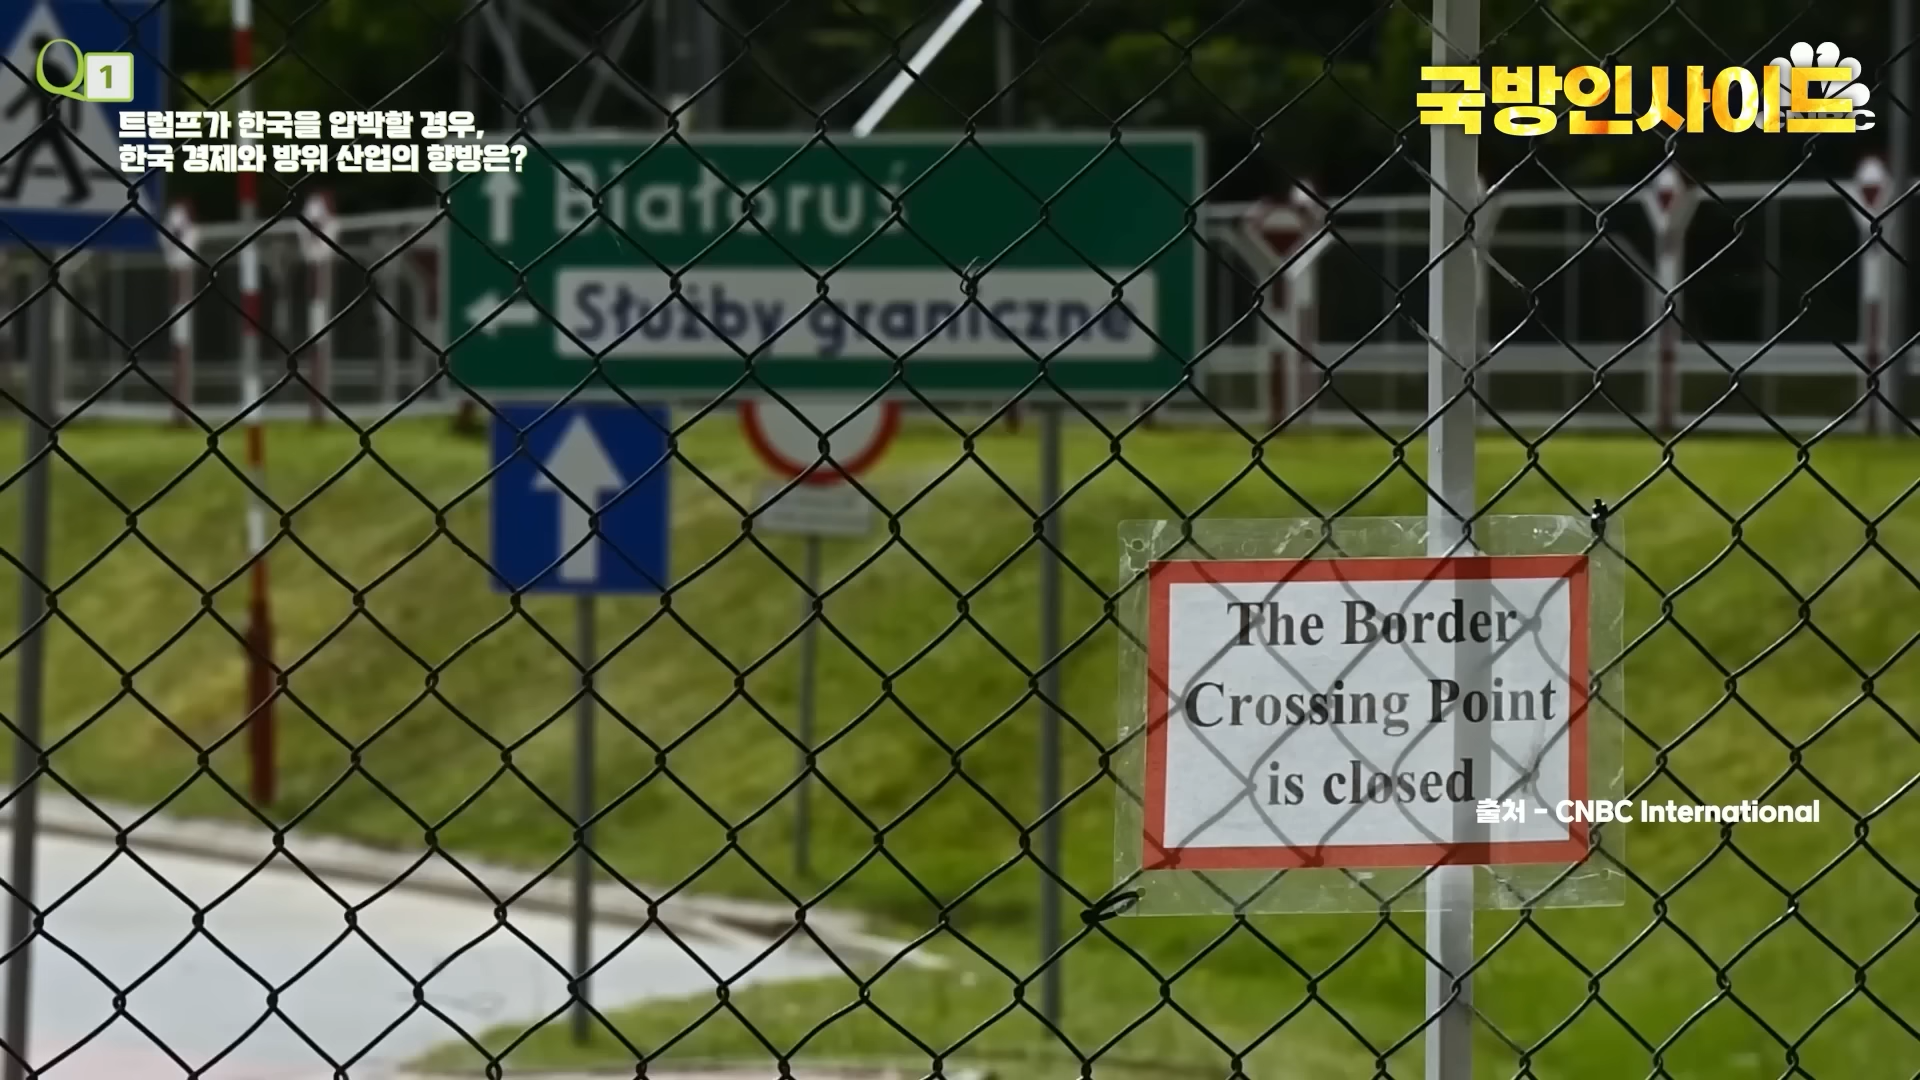 Q1
트럼프가 한국을 압박할 경우,
한국 경제와 방위 산업의 향방은?
국방인사이드
CNBC
Białoruś
Służby graniczne
The Border
Crossing Point
is closed
출처 - CNBC International